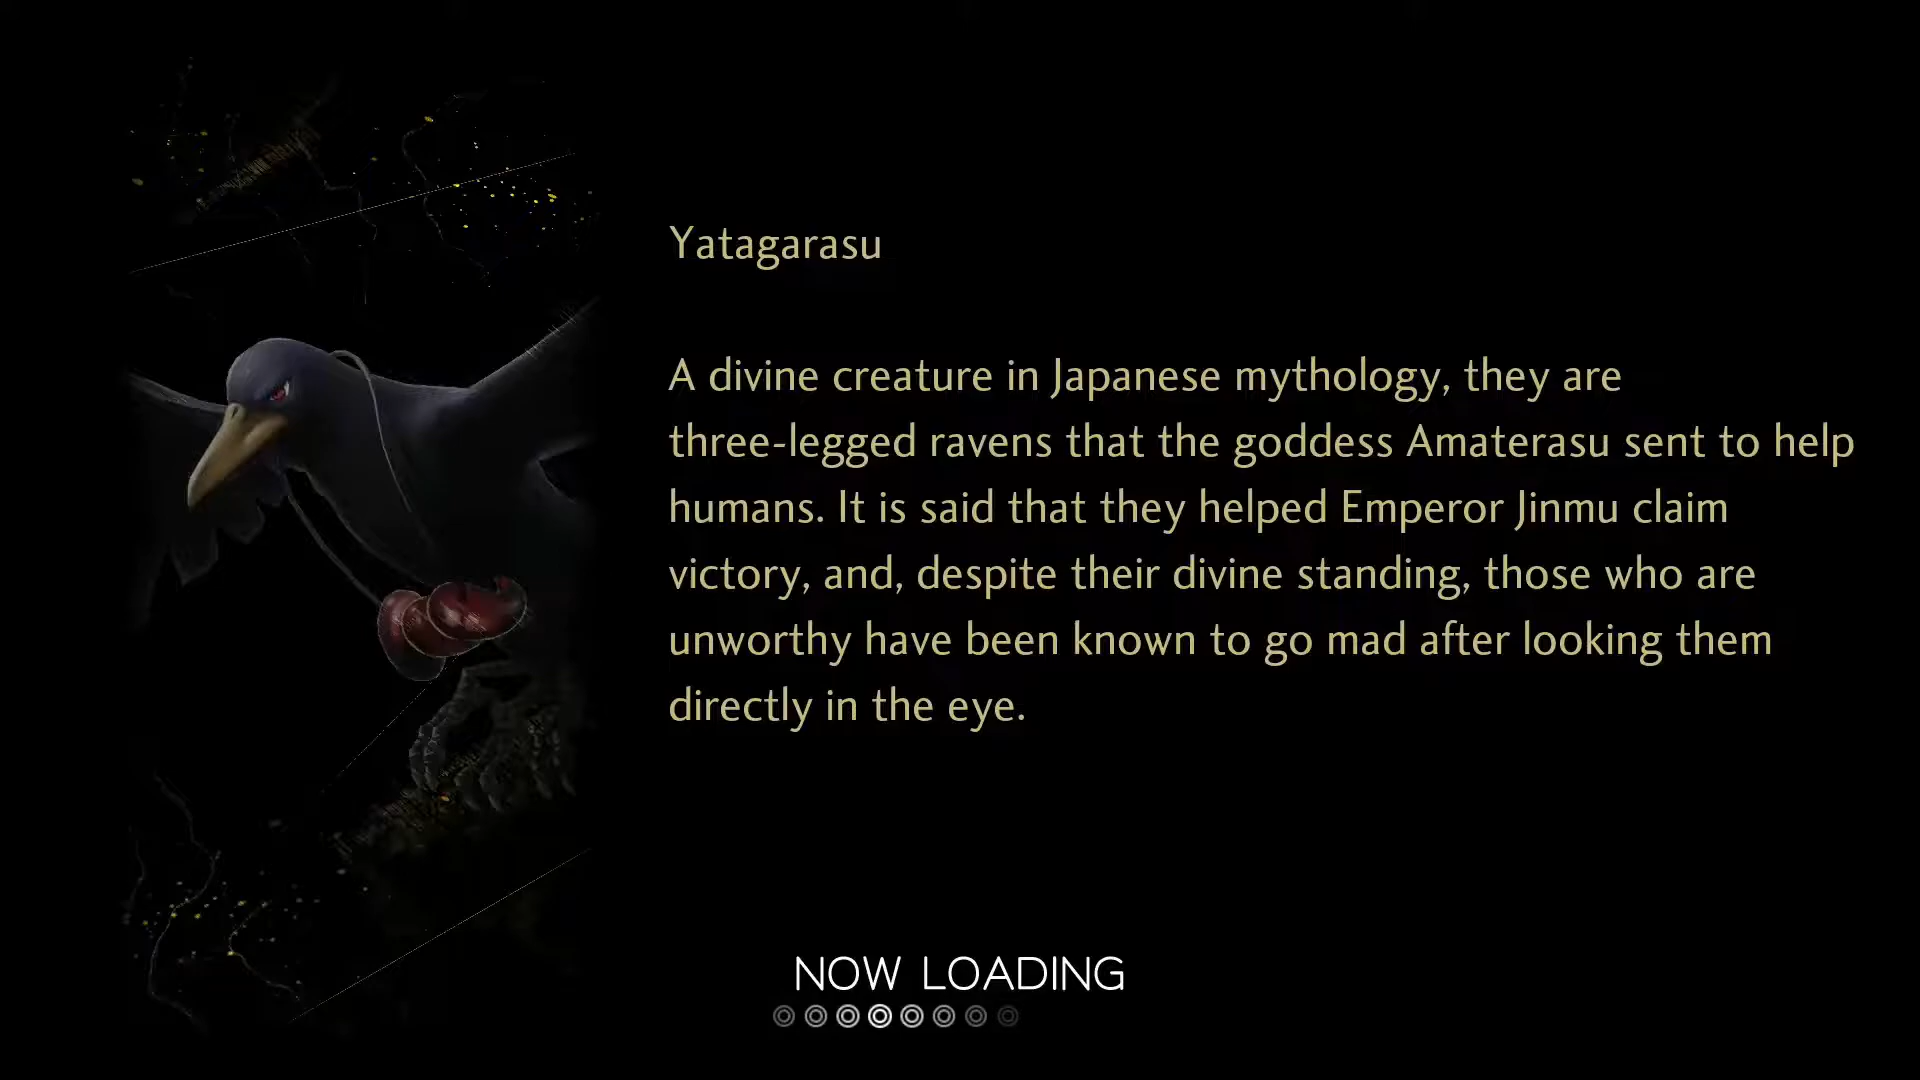 Yatagarasu
A divine creature in Japanese mythology, they are
three-legged ravens that the goddess Amaterasu sent to help
humans. It is said that they helped Emperor Jinmu claim
victory, and, despite their divine standing, those who are
unworthy have been known to go mad after looking them
directly in the eye.
NOW LOADING